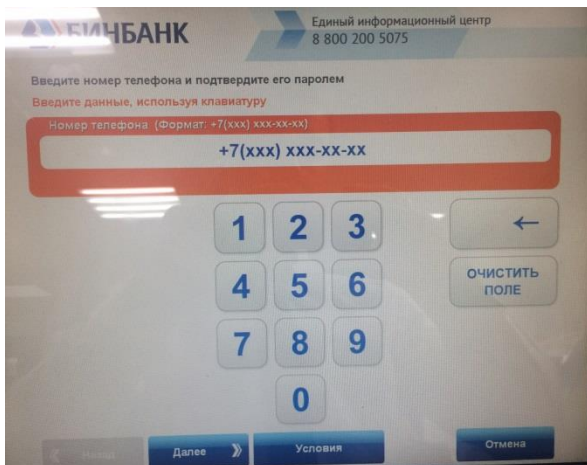 БИНБАНК
Единый информационный центр
8 800 200 5075
Введите номер телефона и подтвердите его паролем
Введите данные, используя клавиатуру
Номер телефона (Формат: +7(xxx) xxx-xx-xx)
+7(xxx) xxx-xx-xx
1 2 3 ←
4 5 6 ОЧИСТИТЬ
ПОЛЕ
7 8 9
0
Назад Далее Условия Отмена